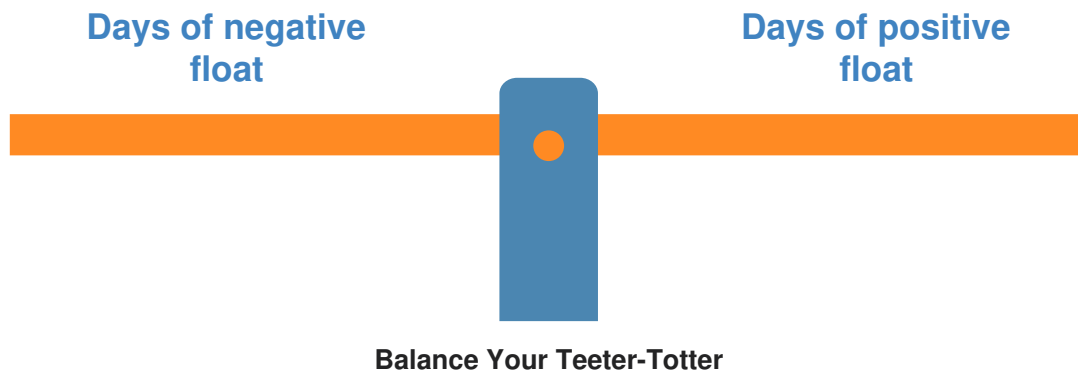 Days of negative
float
Days of positive
float
Balance Your Teeter-Totter